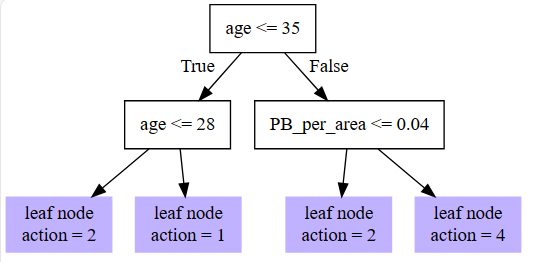 age <= 35
True
False
age <= 28
PB_per_area <= 0.04
leaf node
action = 2
leaf node
action = 1
leaf node
action = 2
leaf node
action = 4